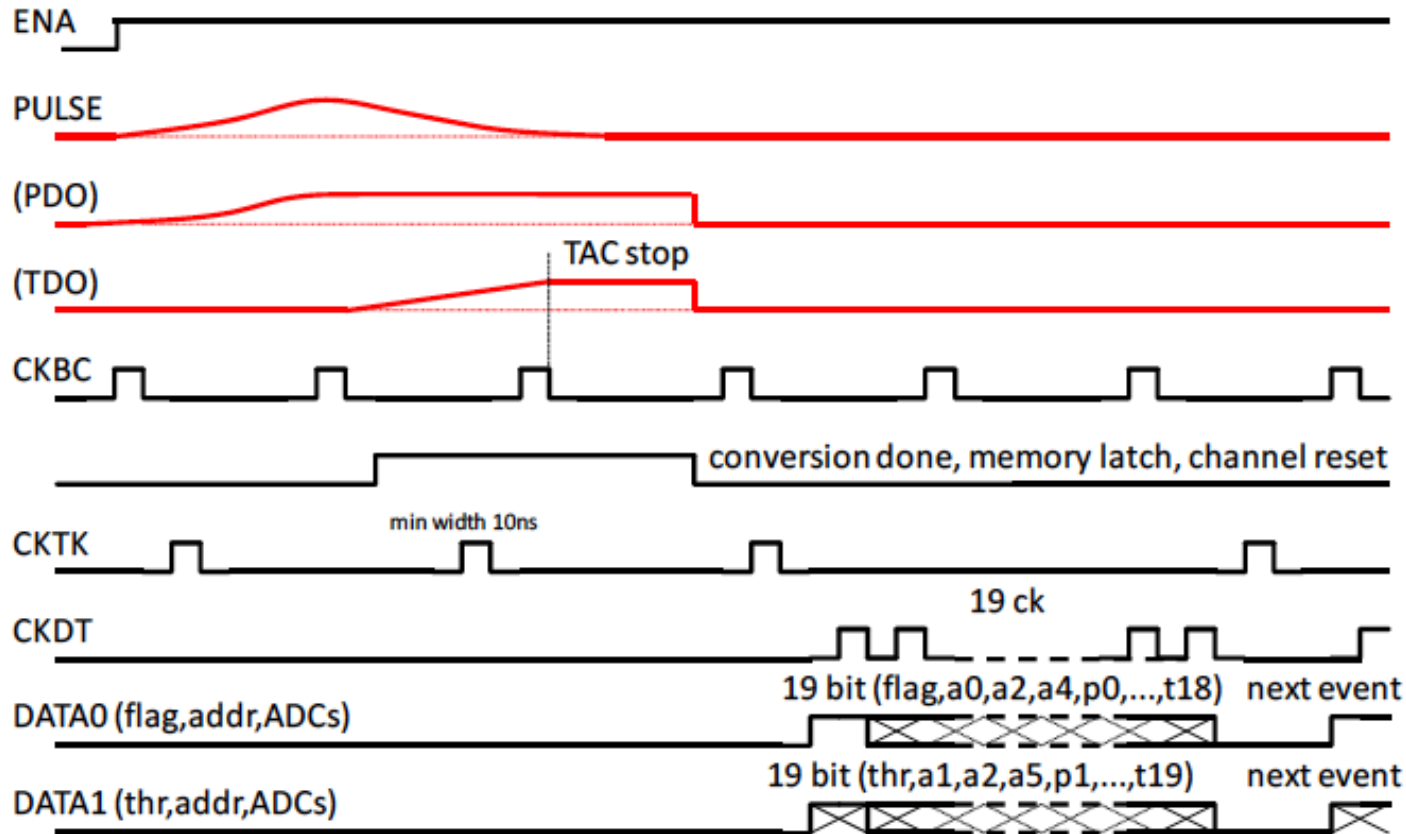 ENA
PULSE
(PDO)
TAC stop
(TDO)
CKBC
conversion done, memory latch, channel reset
min width 10ns
CKTK
19 ck
CKDT
19 bit (flag,a0,a2,a4,p0,...,t18) next event
DATA0 (flag,addr,ADCs)
19 bit (thr,a1,a2,a5,p1,...,t19) next event
DATA1 (thr,addr,ADCs)